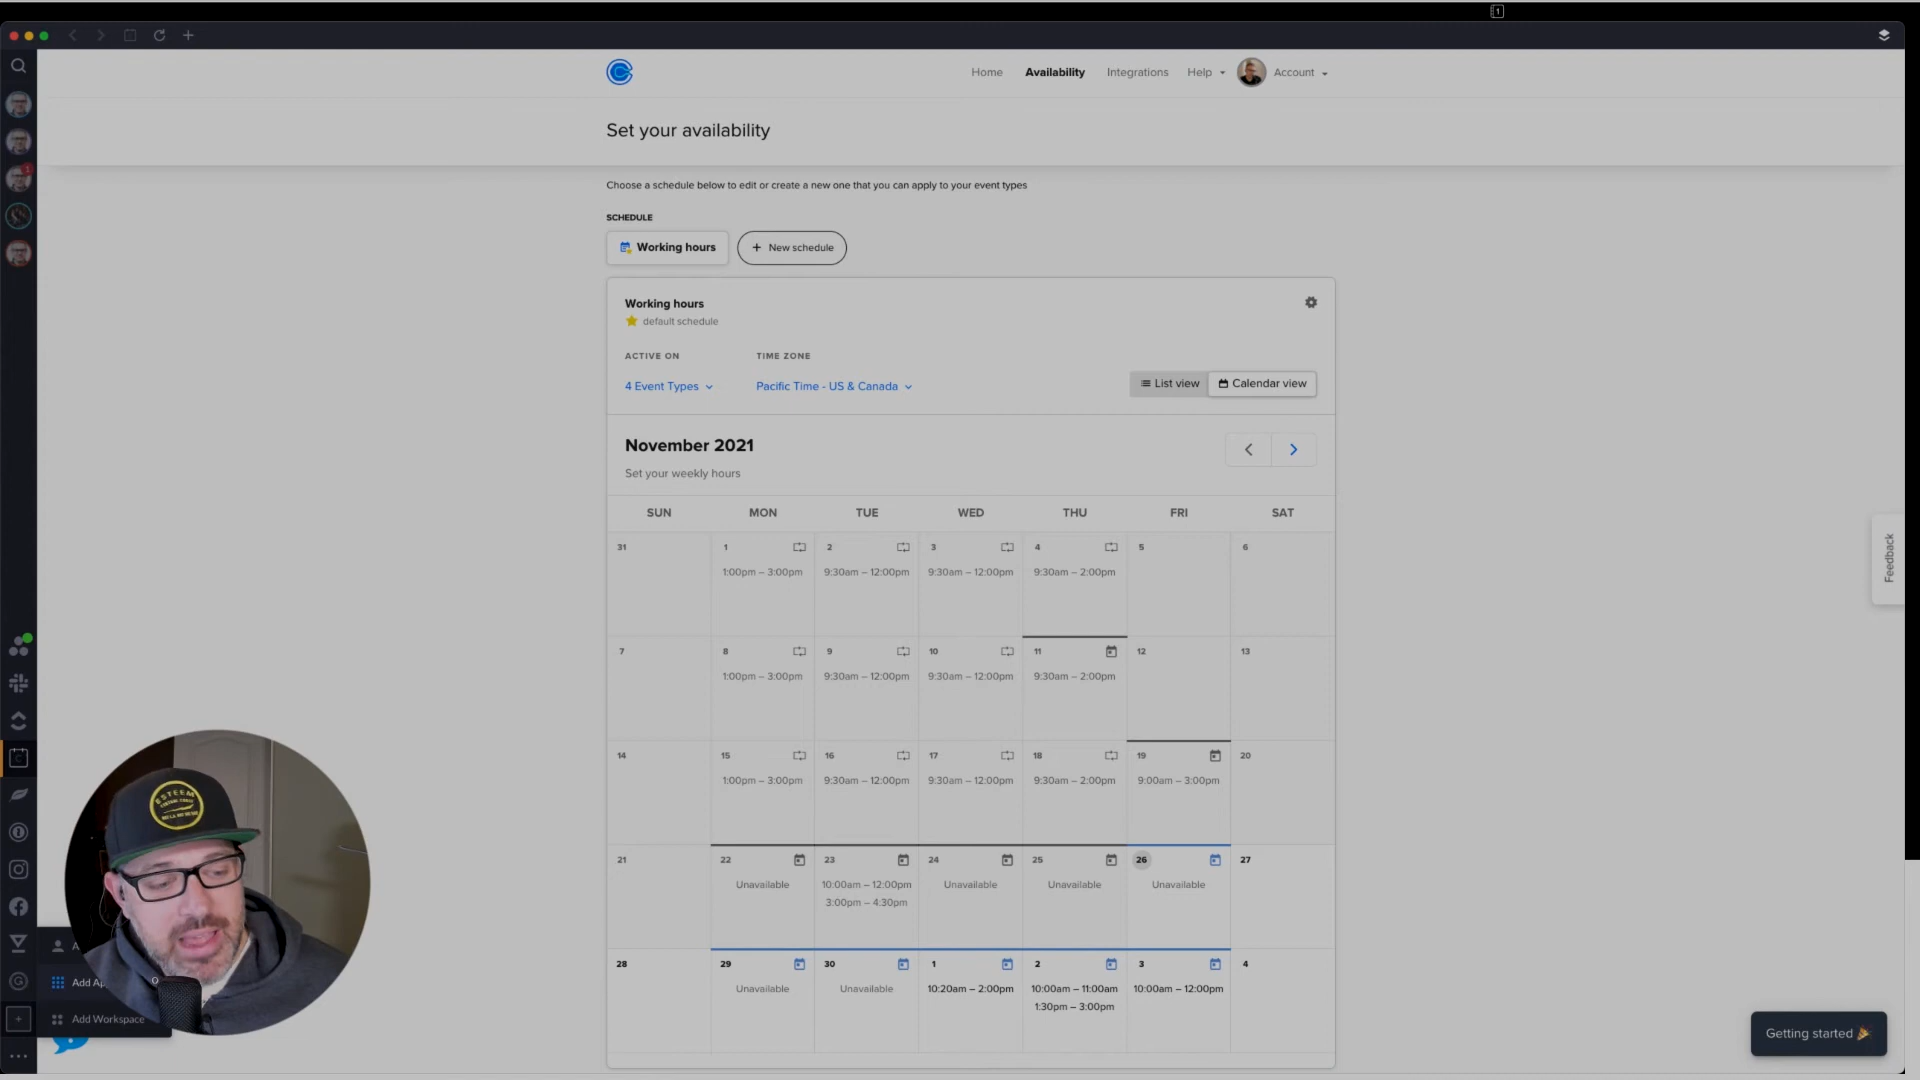 1
Home
Availability
Integrations
Help
Account
Set your availability
Choose a schedule below to edit or create a new one that you can apply to your event types
SCHEDULE
Working hours
+ New schedule
Working hours
default schedule
ACTIVE ON
TIME ZONE
4 Event Types
Pacific Time - US & Canada
List view
Calendar view
November 2021
Set your weekly hours
SUN MON TUE WED THU FRI SAT
31 1 2 3 4 5 6
1:00pm – 3:00pm 9:30am – 12:00pm 9:30am – 12:00pm 9:30am – 2:00pm
7 8 9 10 11 12 13
1:00pm – 3:00pm 9:30am – 12:00pm 9:30am – 12:00pm 9:30am – 2:00pm
14 15 16 17 18 19 20
1:00pm – 3:00pm 9:30am – 12:00pm 9:30am – 12:00pm 9:30am – 2:00pm 9:00am – 3:00pm
21 22 23 24 25 26 27
Unavailable 10:00am – 12:00pm Unavailable Unavailable Unavailable
3:00pm – 4:30pm
28 29 30 1 2 3 4
Unavailable Unavailable 10:20am – 2:00pm 10:00am – 11:00am 10:00am – 12:00pm
1:30pm – 3:00pm
Feedback
Getting started
ESTEEM
Add
Add Workspace